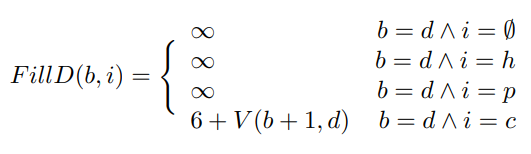 ∞ b = d ∧ i = ∅
∞ b = d ∧ i = h
FillD(b, i) = {
∞ b = d ∧ i = p
6 + V(b + 1, d) b = d ∧ i = c